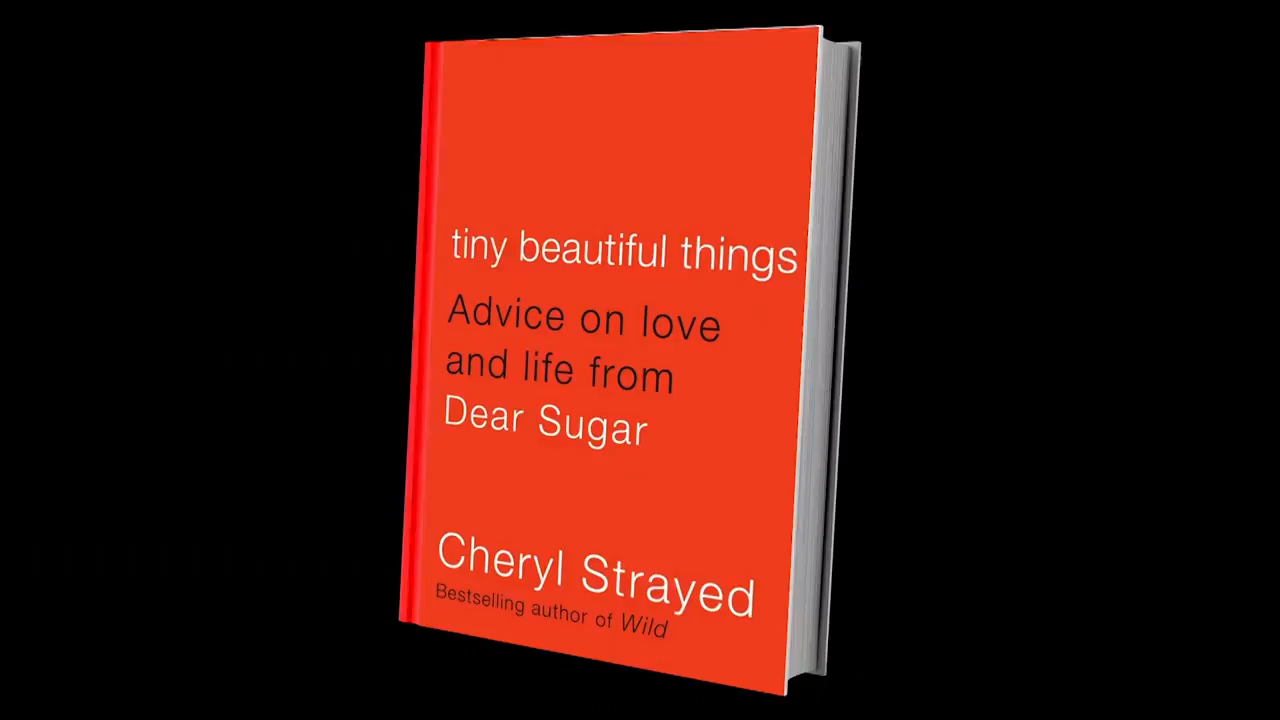 tiny beautiful things
Advice on love
and life from
Dear Sugar
Cheryl Strayed
Bestselling author of Wild